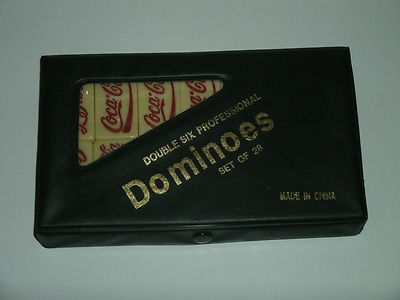 Coca-Cola
DOUBLE SIX PROFESSIONAL
Dominoes
SET OF 28
MADE IN CHINA